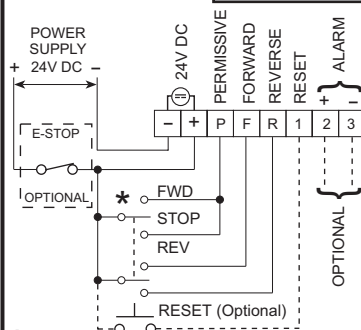 POWER
SUPPLY
+ 24V DC –
24V DC
PERMISSIVE
FORWARD
REVERSE
RESET
ALARM
+ –
– + P F R 1 2 3
E-STOP
OPTIONAL
OPTIONAL
* FWD
STOP
REV
RESET (Optional)